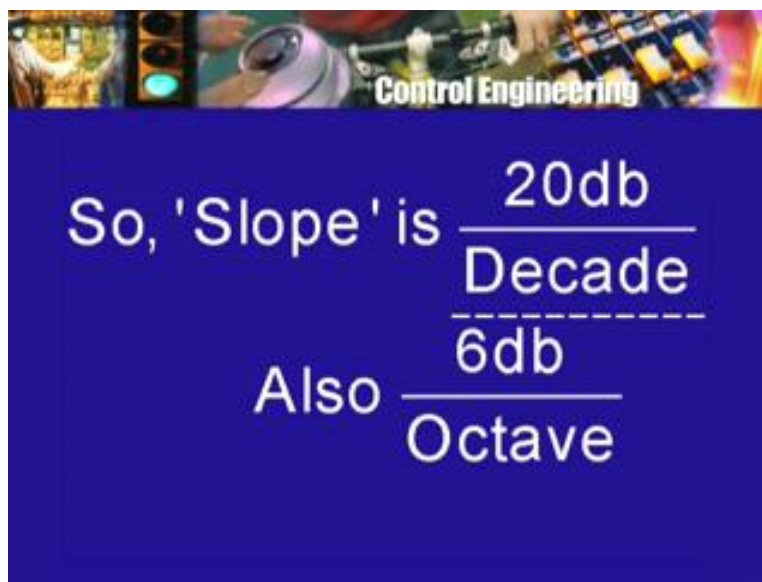 Control Engineering
So, 'Slope' is 20db
Decade
Also 6db
Octave